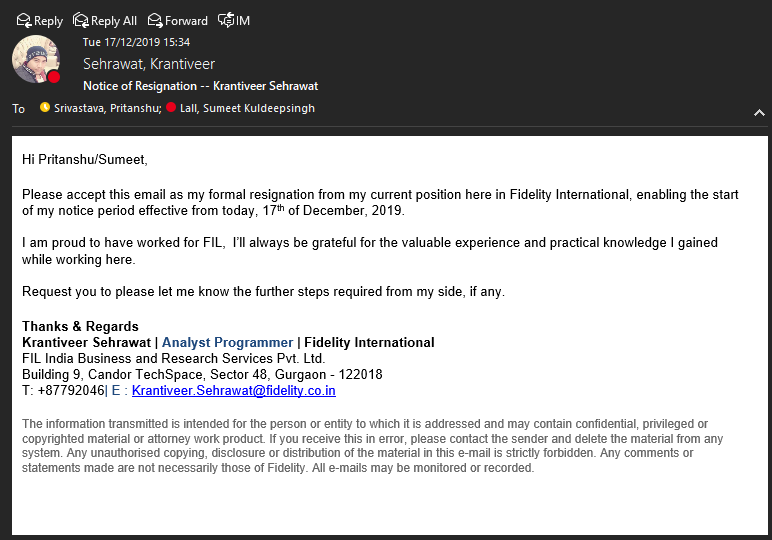 Reply Reply All Forward IM
Tue 17/12/2019 15:34
Sehrawat, Krantiveer
Notice of Resignation -- Krantiveer Sehrawat
To Srivastava, Pritanshu; Lall, Sumeet Kuldeepsingh
Hi Pritanshu/Sumeet,
Please accept this email as my formal resignation from my current position here in Fidelity International, enabling the start
of my notice period effective from today, 17th of December, 2019.
I am proud to have worked for FIL, I'll always be grateful for the valuable experience and practical knowledge I gained
while working here.
Request you to please let me know the further steps required from my side, if any.
Thanks & Regards
Krantiveer Sehrawat | Analyst Programmer | Fidelity International
FIL India Business and Research Services Pvt. Ltd.
Building 9, Candor TechSpace, Sector 48, Gurgaon - 122018
T: +87792046| E : Krantiveer.Sehrawat@fidelity.co.in
The information transmitted is intended for the person or entity to which it is addressed and may contain confidential, privileged or
copyrighted material or attorney work product. If you receive this in error, please contact the sender and delete the material from any
system. Any unauthorised copying, disclosure or distribution of the material in this e-mail is strictly forbidden. Any comments or
statements made are not necessarily those of Fidelity. All e-mails may be monitored or recorded.